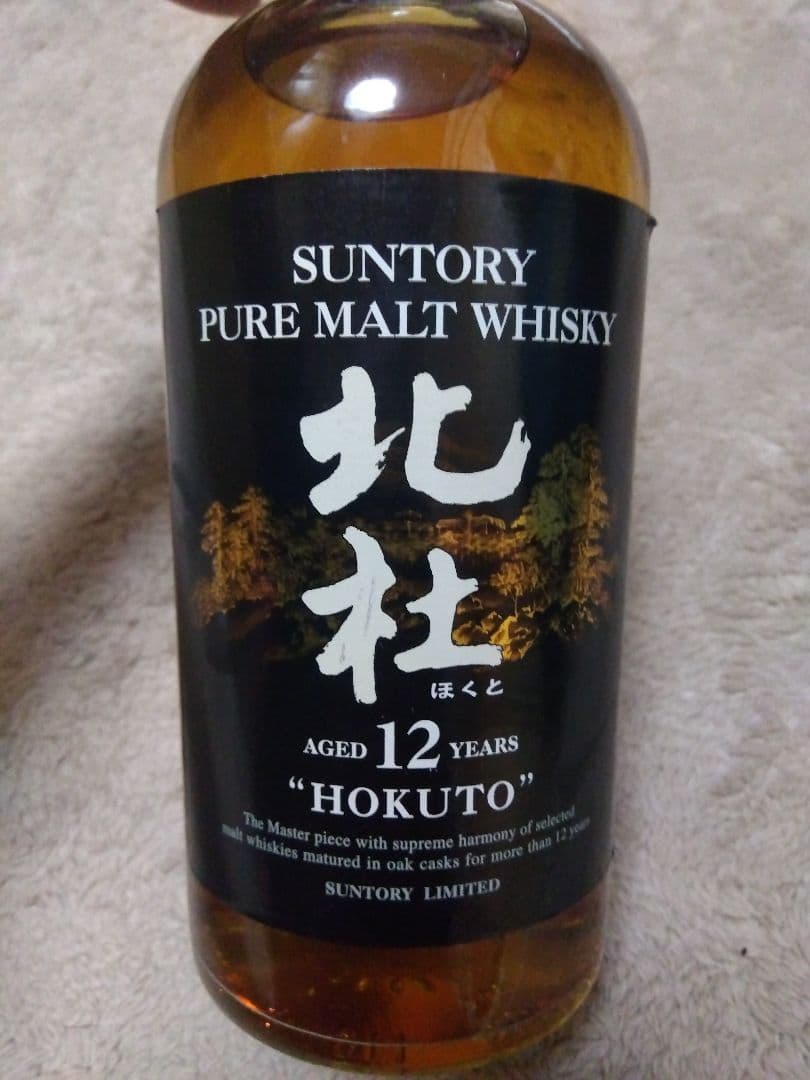 SUNTORY
PURE MALT WHISKY
北杜
ほくと
AGED 12 YEARS
“HOKUTO”
The Master piece with supreme harmony of selected
malt whiskies matured in oak casks for more than 12 years
SUNTORY LIMITED